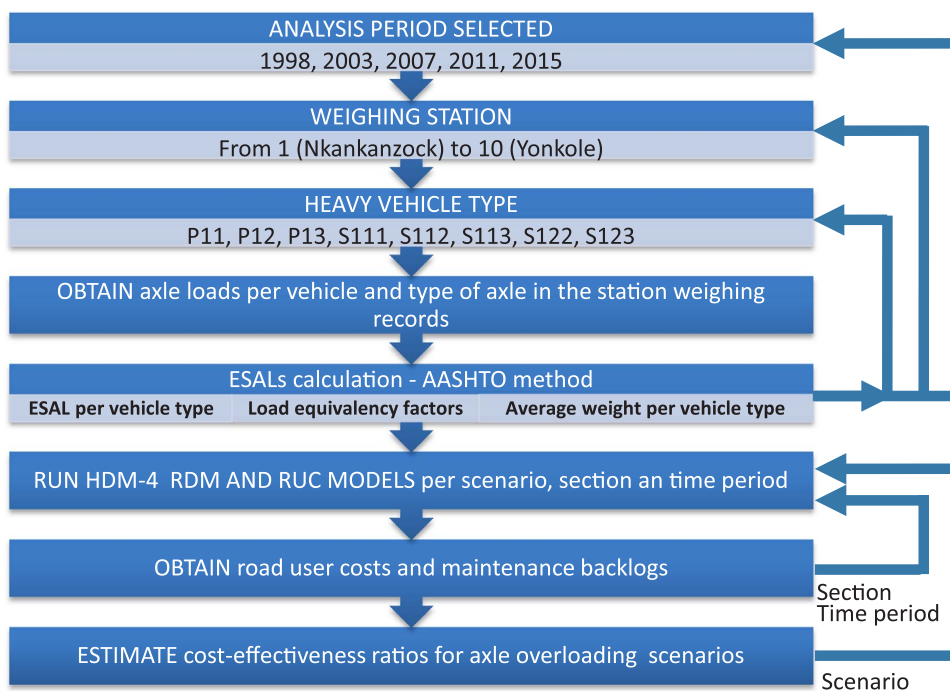 ANALYSIS PERIOD SELECTED
1998, 2003, 2007, 2011, 2015
WEIGHING STATION
From 1 (Nkankanzock) to 10 (Yonkole)
HEAVY VEHICLE TYPE
P11, P12, P13, S111, S112, S113, S122, S123
OBTAIN axle loads per vehicle and type of axle in the station weighing
records
ESALs calculation - AASHTO method
ESAL per vehicle type Load equivalency factors Average weight per vehicle type
RUN HDM-4 RDM AND RUC MODELS per scenario, section an time period
OBTAIN road user costs and maintenance backlogs
Section
Time period
ESTIMATE cost-effectiveness ratios for axle overloading scenarios
Scenario